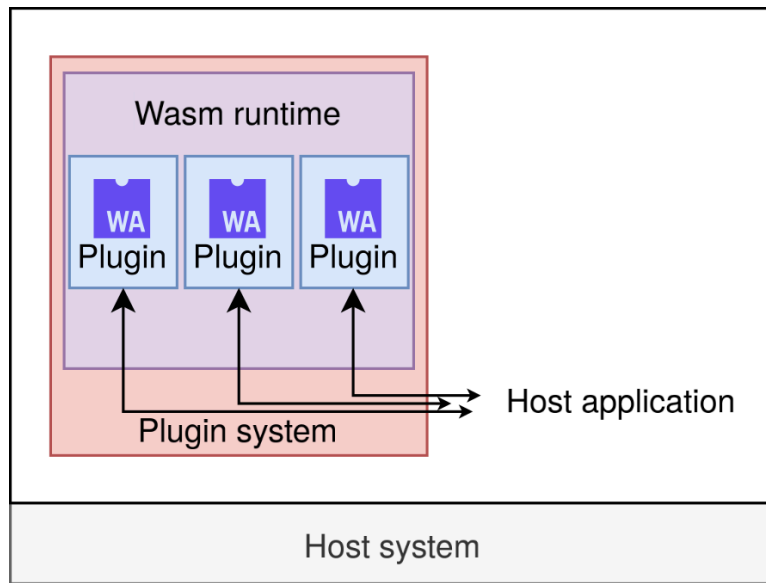 Wasm runtime
WA
WA
WA
Plugin
Plugin
Plugin
Host application
Plugin system
Host system